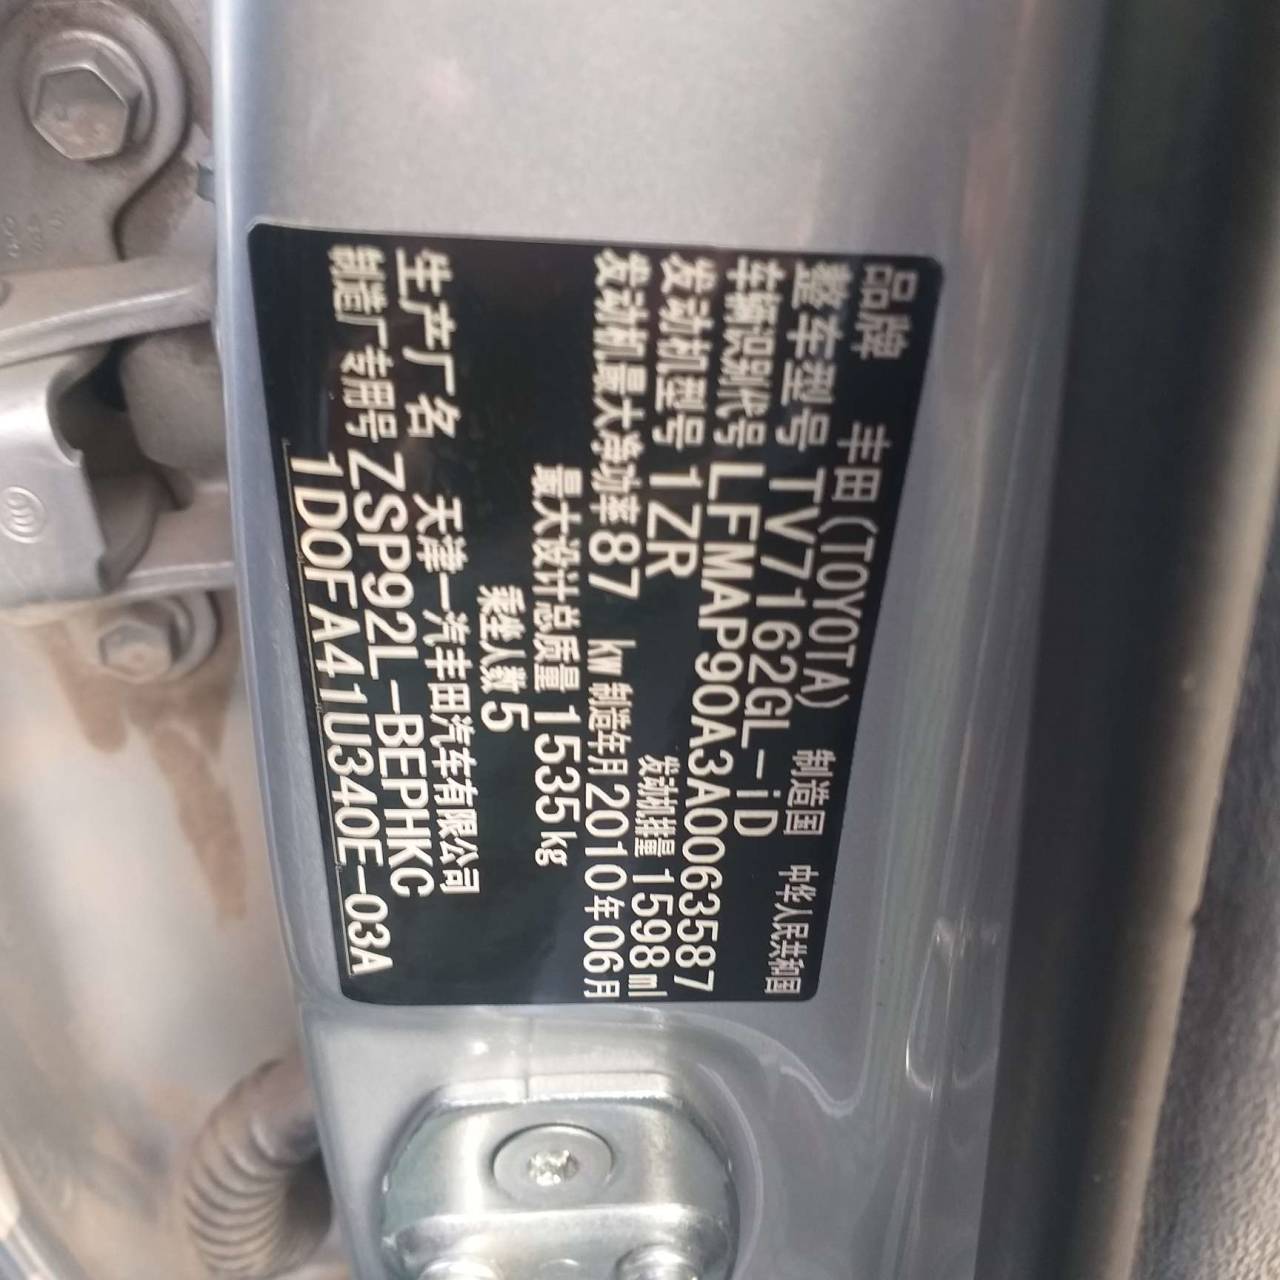 品牌 丰田(TOYOTA) 制造国 中华人民共和国
整车型号 TV7162GL-iD
车辆识别代号 LFMAP90A3A0063587
发动机型号 1ZR 发动机排量 1598ml
发动机最大净功率 87 kw 制造年月 2010年06月
最大设计总质量 1535kg
乘坐人数 5
生产厂名 天津一汽丰田汽车有限公司
制造厂专用号 ZSP92L-BEPHKC
1D0FA41U340E-03A